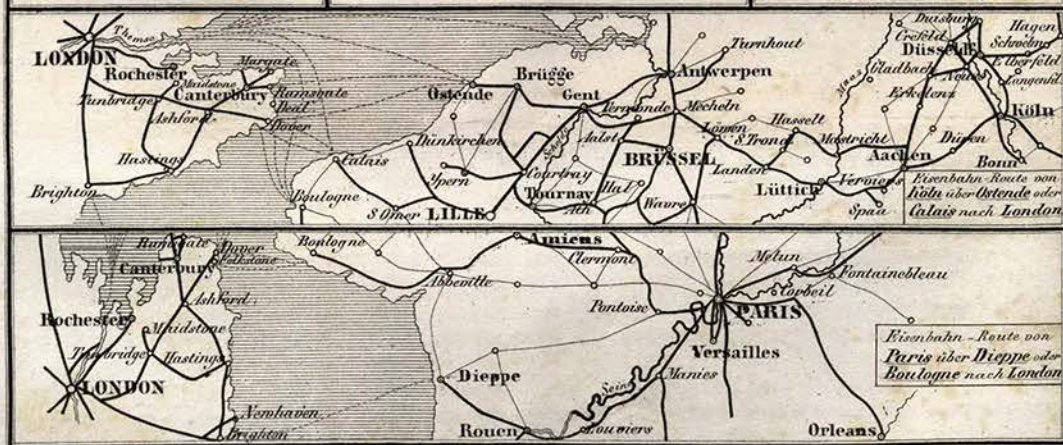 Themse
LONDON
Rochester
Maidstone
Margate
Canterbury
Ramsgate
Deal
Dover
Tunbridge
Ashford
Hastings
Brighton
Ostende
Brügge
Gent
Antwerpen
Turnhout
Termonde
Mecheln
Dünkirchen
Schelde
Aalst
BRÜSSEL
Löwen
Hasselt
S. Trond
Mastricht
Maas
Calais
Ypern
Courtray
Landen
Boulogne
S. Omer
LILLE
Tournay
Hal
Ath
Wavre
Lüttich
Verviers
Spaa
Aachen
Duisburg
Crefeld
Hagen
Düsseld
Schwelm
Gladbach
Neuss
Elberfeld
Langenfd.
Erkelenz
Köln
Düren
Bonn
Eisenbahn-Route von
Köln über Ostende oder
Calais nach London
Ramsgate
Dover
Folkstone
Canterbury
Ashford
Rochester
Maidstone
Tunbridge
Hastings
LONDON
Newhaven
Brighton
Boulogne
Abbeville
Amiens
Clermont
Melun
Fontainebleau
Corbeil
Pontoise
PARIS
Versailles
Dieppe
Seine
Manies
Rouen
Louviers
Orleans
Eisenbahn-Route von
Paris über Dieppe oder
Boulogne nach London